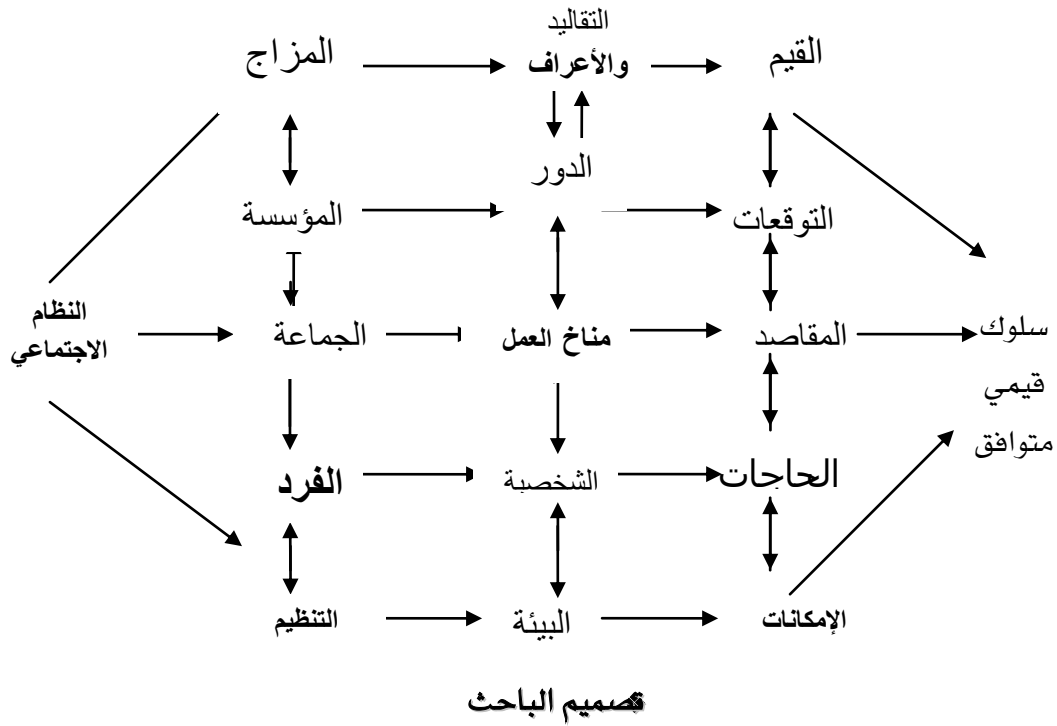 التقاليد
المزاج
والأعراف
القيم
الدور
المؤسسة
التوقعات
النظام
الاجتماعي
الجماعة
مناخ العمل
المقاصد
سلوك
قيمي
متوافق
الفرد
الشخصية
الحاجات
التنظيم
البيئة
الإمكانات
تصميم الباحث